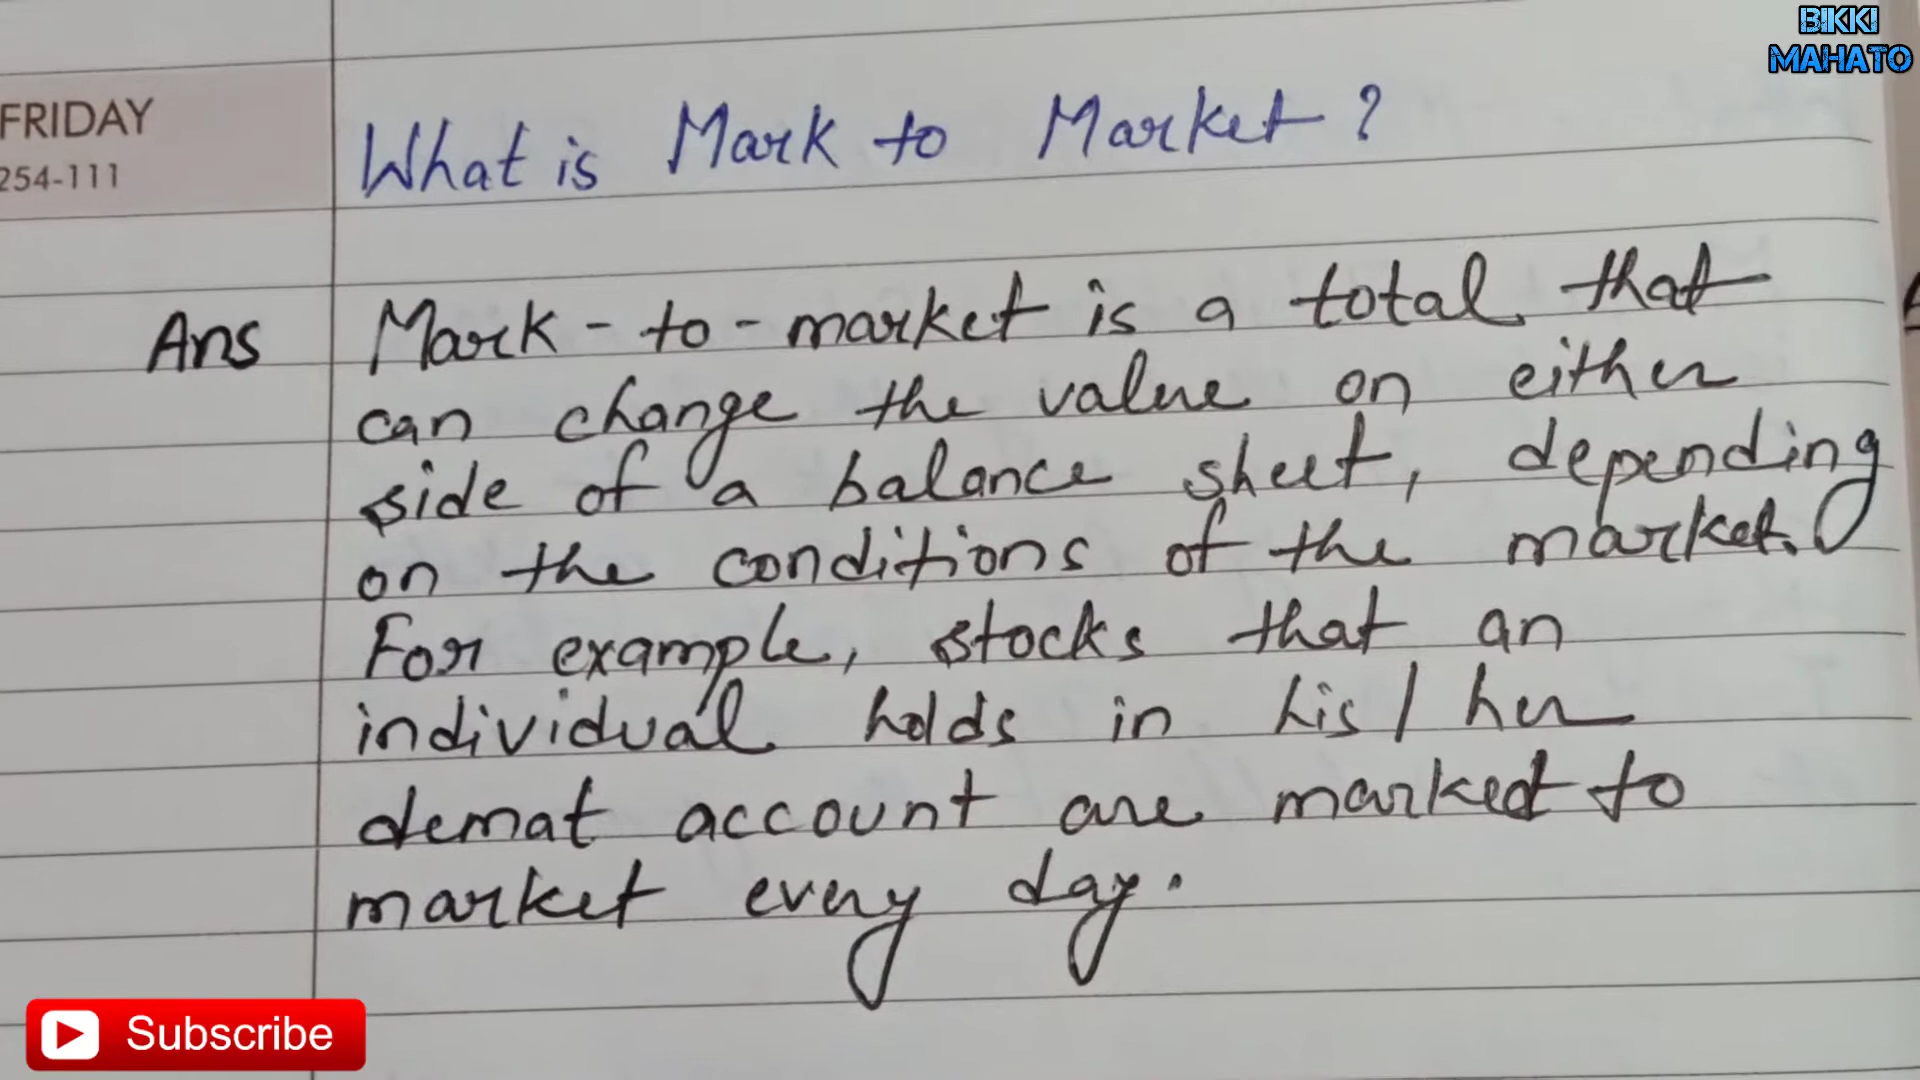 BIKKI
MAHATO
FRIDAY
254-111
What is Mark to Market?
Ans Mark-to-market is a total that
can change the value on either
side of a balance sheet, depending
on the conditions of the market.
For example, stocks that an
individual holds in his/her
demat account are marked to
market every day.
Subscribe